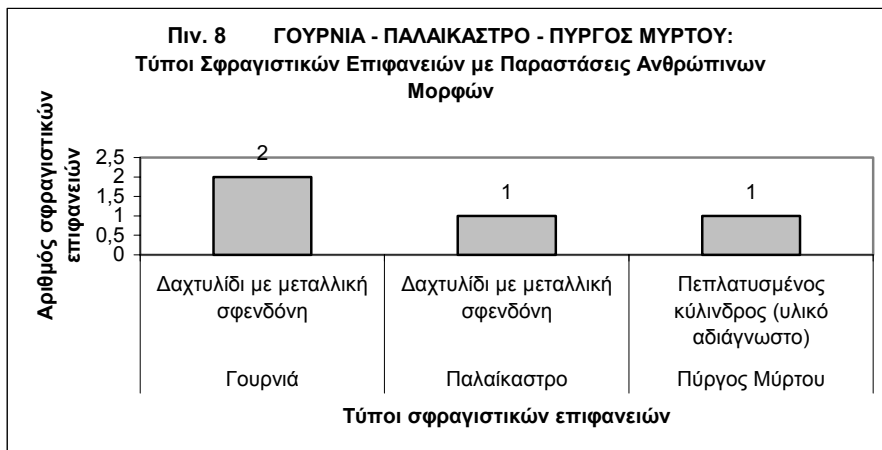 Πιν. 8 ΓΟΥΡΝΙΑ - ΠΑΛΑΙΚΑΣΤΡΟ - ΠΥΡΓΟΣ ΜΥΡΤΟΥ:
Τύποι Σφραγιστικών Επιφανειών με Παραστάσεις Ανθρώπινων
Μορφών
Αριθμός σφραγιστικών
επιφανειών
2,5
2
1,5
1
0,5
0
2
1
1
Δαχτυλίδι με μεταλλική
σφενδόνη
Δαχτυλίδι με μεταλλική
σφενδόνη
Πεπλατυσμένος
κύλινδρος (υλικό
αδιάγνωστο)
Γουρνιά
Παλαίκαστρο
Πύργος Μύρτου
Τύποι σφραγιστικών επιφανειών